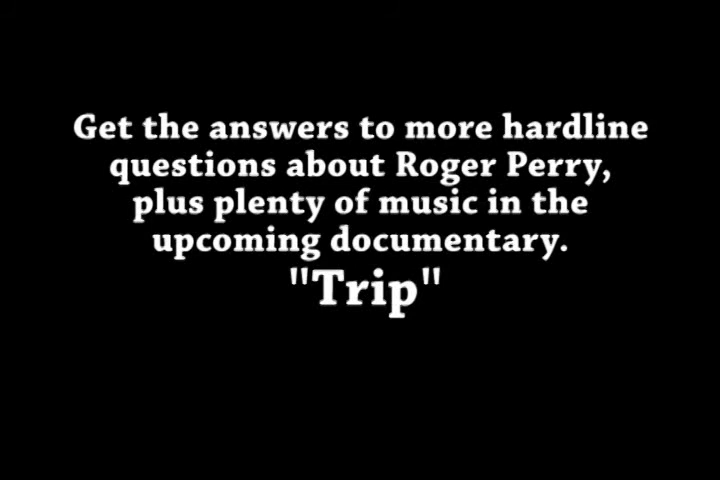 Get the answers to more hardline
questions about Roger Perry,
plus plenty of music in the
upcoming documentary.
"Trip"